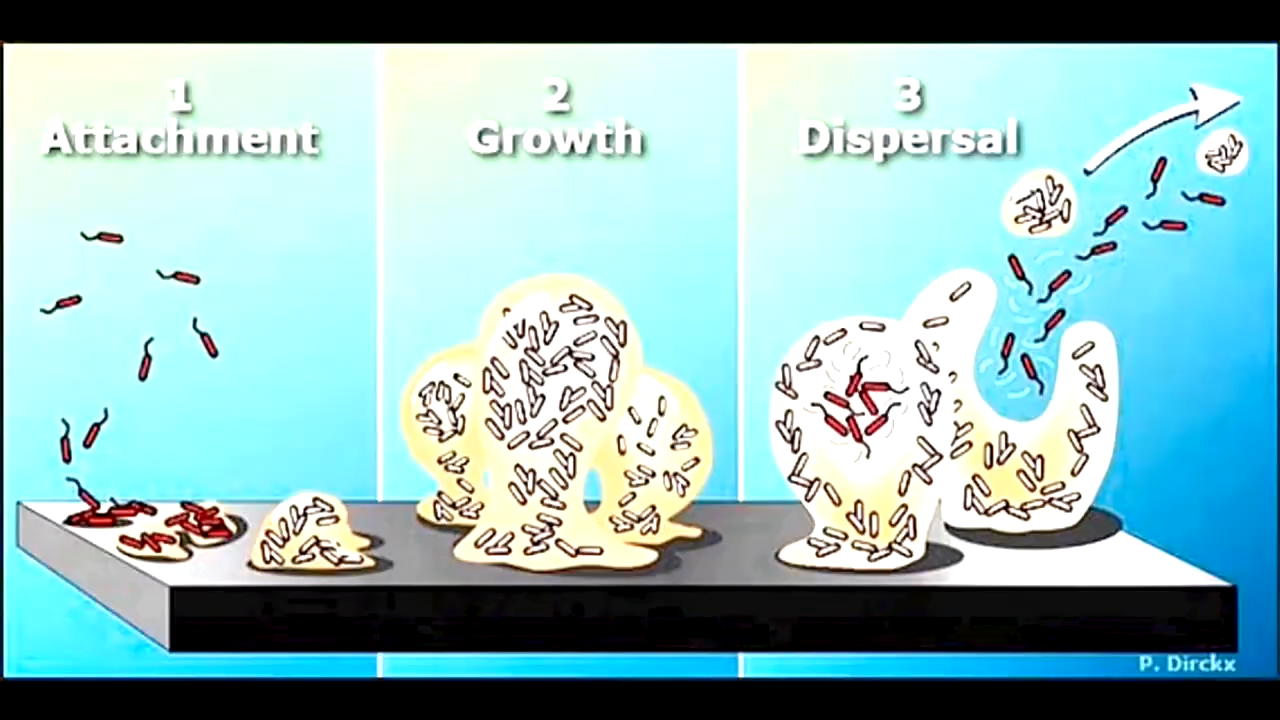 1
Attachment
2
Growth
3
Dispersal
P. Dirckx